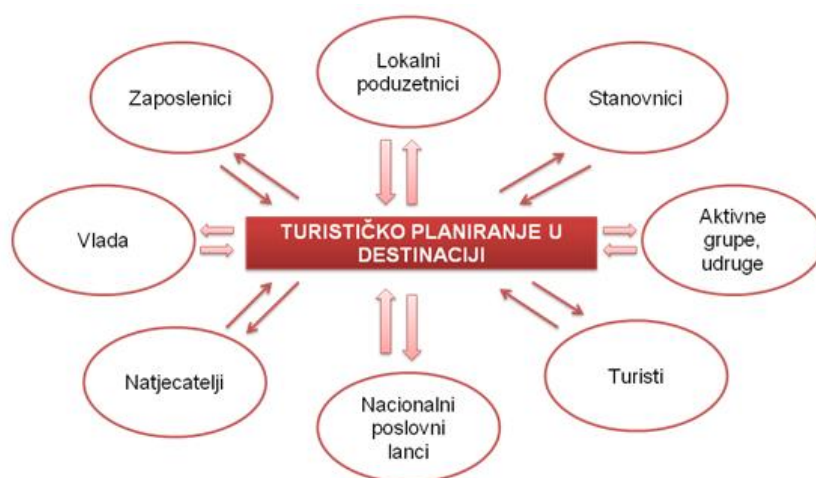 Lokalni
poduzetnici
Zaposlenici
Stanovnici
Vlada
TURISTIČKO PLANIRANJE U
DESTINACIJI
Aktivne
grupe,
udruge
Natjecatelji
Nacionalni
poslovni
lanci
Turisti